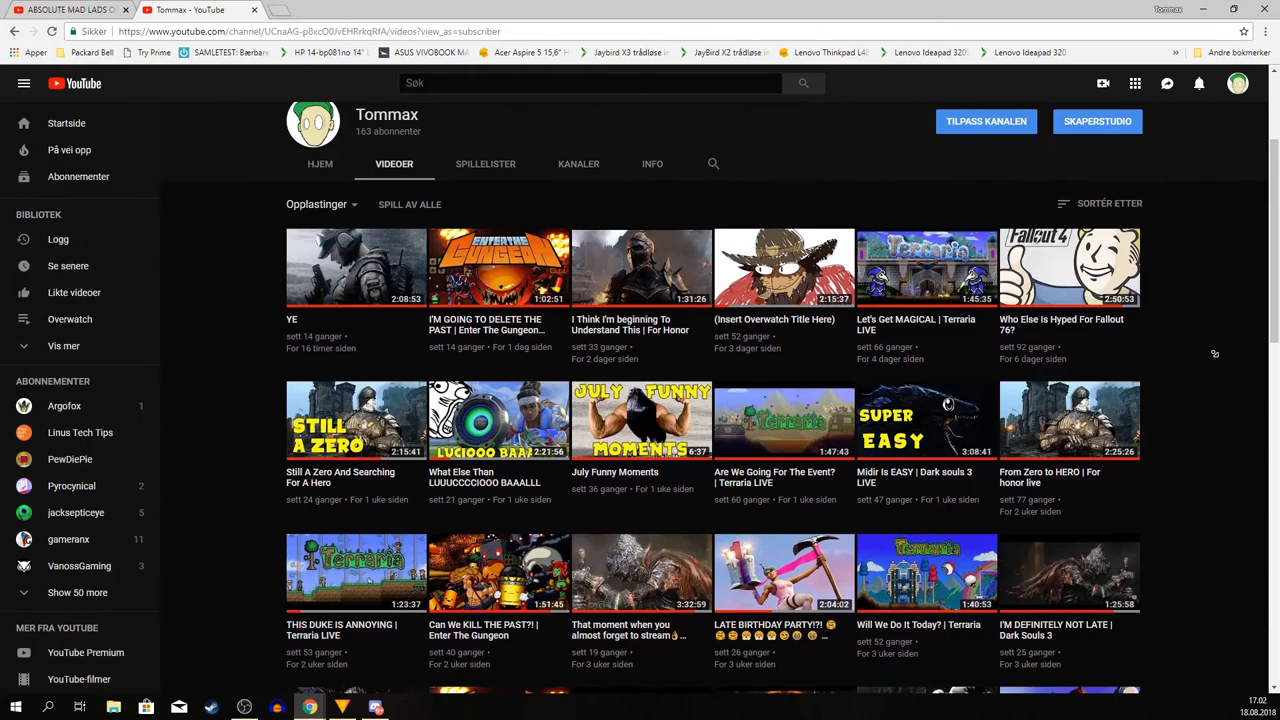 ABSOLUTE MAD LADS O
Tommax - YouTube
Tommax
Sikker
https://www.youtube.com/channel/UCnaAG-p8xcO0JvEHRrkqRfA/videos?view_as=subscriber
Apper
Packard Bell
Try Prime
SAMLETEST: Bærbare
HP 14-bp081no 14" b
ASUS VIVOBOOK M
Acer Aspire 5 15,6" H
Jaybird X3 trådløse in
JayBird X2 trådløse in
Lenovo Thinkpad L48
Lenovo Ideapad 320S
Lenovo Ideapad 320
»
Andre bokmerker
YouTube
Søk
Tommax
163 abonnenter
TILPASS KANALEN
SKAPERSTUDIO
HJEM
VIDEOER
SPILLELISTER
KANALER
INFO
Startside
På vei opp
Abonnementer
BIBLIOTEK
Logg
Se senere
Likte videoer
Overwatch
Vis mer
ABONNEMENTER
Argofox 1
Linus Tech Tips
PewDiePie
Pyrocynical 2
jacksepticeye 5
gameranx 11
VanossGaming 3
Show 50 more
MER FRA YOUTUBE
YouTube Premium
YouTube-filmer
Opplastinger
SPILL AV ALLE
SORTÉR ETTER
2:08:53
YE
sett 14 ganger •
For 16 timer siden
ENTER THE
GUNGEON
1:02:51
I'M GOING TO DELETE THE
PAST | Enter The Gungeon...
sett 14 ganger • For 1 dag siden
1:31:26
I Think I'm beginning To
Understand This | For Honor
sett 33 ganger •
For 2 dager siden
2:15:37
(Insert Overwatch Title Here)
sett 52 ganger •
For 3 dager siden
Terraria
1:45:35
Let's Get MAGICAL | Terraria
LIVE
sett 66 ganger •
For 4 dager siden
Fallout 4
2:50:53
Who Else Is Hyped For Fallout
76?
sett 92 ganger •
For 6 dager siden
STILL
A ZERO
2:15:41
Still A Zero And Searching
For A Hero
sett 24 ganger • For 1 uke siden
LUCIOOO BAAA
2:21:56
What Else Than
LUUUCCCCIOOO BAAALLL
sett 21 ganger • For 1 uke siden
JULY FUNNY
MOMENTS
6:37
July Funny Moments
sett 36 ganger • For 1 uke siden
Terraria
1:47:43
Are We Going For The Event?
| Terraria LIVE
sett 60 ganger • For 1 uke siden
SUPER
EASY
3:08:41
Midir Is EASY | Dark souls 3
LIVE
sett 47 ganger • For 1 uke siden
2:25:26
From Zero to HERO | For
honor live
sett 77 ganger •
For 2 uker siden
Terraria
1:23:37
THIS DUKE IS ANNOYING |
Terraria LIVE
sett 53 ganger •
For 2 uker siden
1:51:45
Can We KILL THE PAST?! |
Enter The Gungeon
sett 40 ganger •
For 2 uker siden
3:32:59
That moment when you
almost forget to stream👌...
sett 19 ganger •
For 3 uker siden
2:04:02
LATE BIRTHDAY PARTY!?!
...
sett 26 ganger •
For 3 uker siden
Terraria
1:40:53
Will We Do It Today? | Terraria
sett 52 ganger •
For 3 uker siden
1:25:58
I'M DEFINITELY NOT LATE |
Dark Souls 3
sett 25 ganger •
For 3 uker siden
17.02
18.08.2018